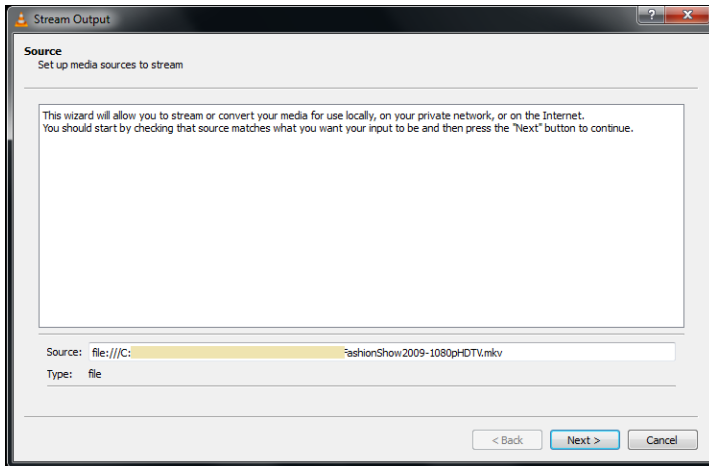 Stream Output
Source
Set up media sources to stream
This wizard will allow you to stream or convert your media for use locally, on your private network, or on the Internet.
You should start by checking that source matches what you want your input to be and then press the "Next" button to continue.
Source: file:///C: FashionShow2009-1080pHDTV.mkv
Type: file
< Back Next > Cancel